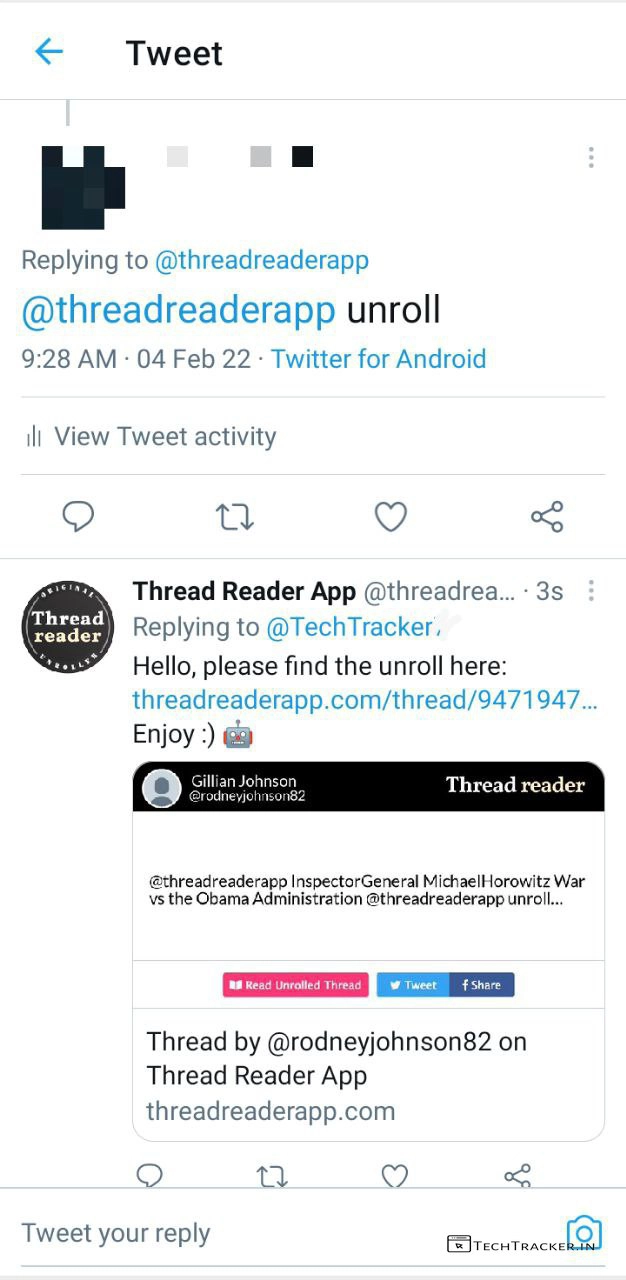 Tweet
Replying to @threadreaderapp
@threadreaderapp unroll
9:28 AM · 04 Feb 22 · Twitter for Android
View Tweet activity
ORIGINAL
Thread
reader
UNROLLER
Thread Reader App @threadrea... · 3s
Replying to @TechTracker
Hello, please find the unroll here:
threadreaderapp.com/thread/9471947...
Enjoy :) 🤖
Gillian Johnson
@rodneyjohnson82
Thread reader
@threadreaderapp InspectorGeneral MichaelHorowitz War
vs the Obama Administration @threadreaderapp unroll...
Read Unrolled Thread
Tweet
Share
Thread by @rodneyjohnson82 on
Thread Reader App
threadreaderapp.com
Tweet your reply
TECHTRACKER.IN